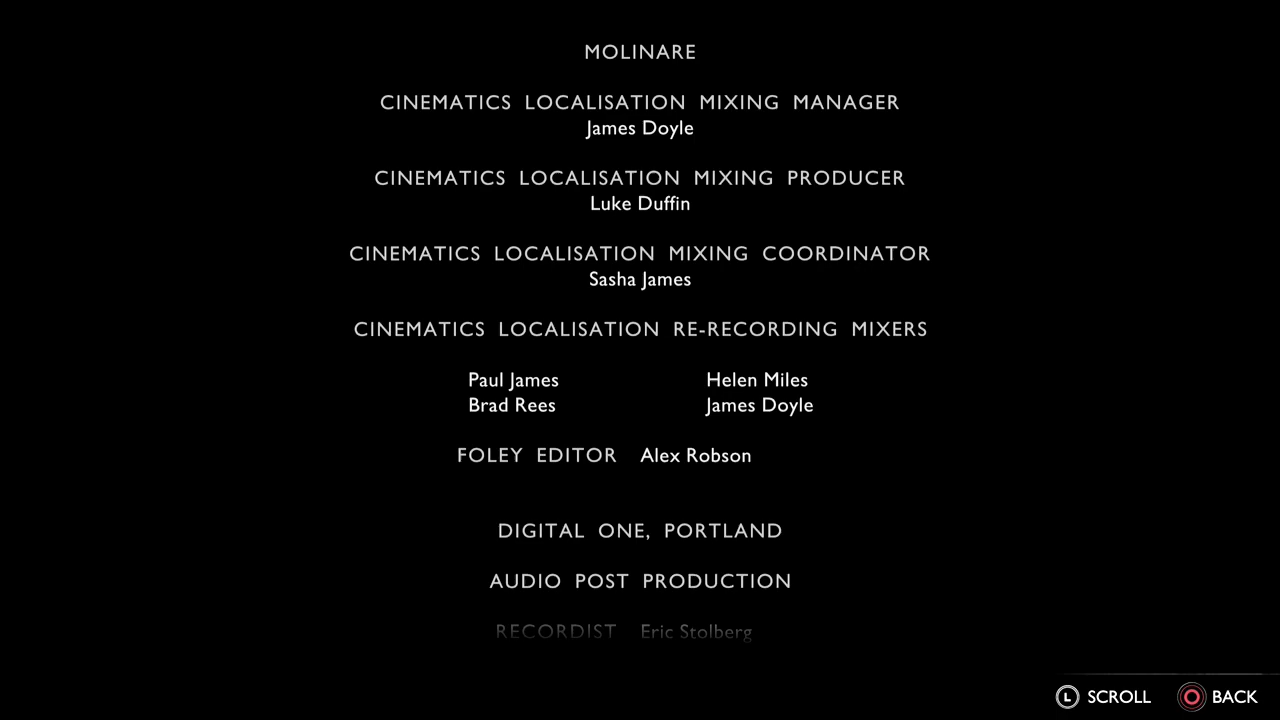 MOLINARE
CINEMATICS LOCALISATION MIXING MANAGER
James Doyle
CINEMATICS LOCALISATION MIXING PRODUCER
Luke Duffin
CINEMATICS LOCALISATION MIXING COORDINATOR
Sasha James
CINEMATICS LOCALISATION RE-RECORDING MIXERS
Paul James Helen Miles
Brad Rees James Doyle
FOLEY EDITOR Alex Robson
DIGITAL ONE, PORTLAND
AUDIO POST PRODUCTION
RECORDIST Eric Stolberg
L SCROLL BACK